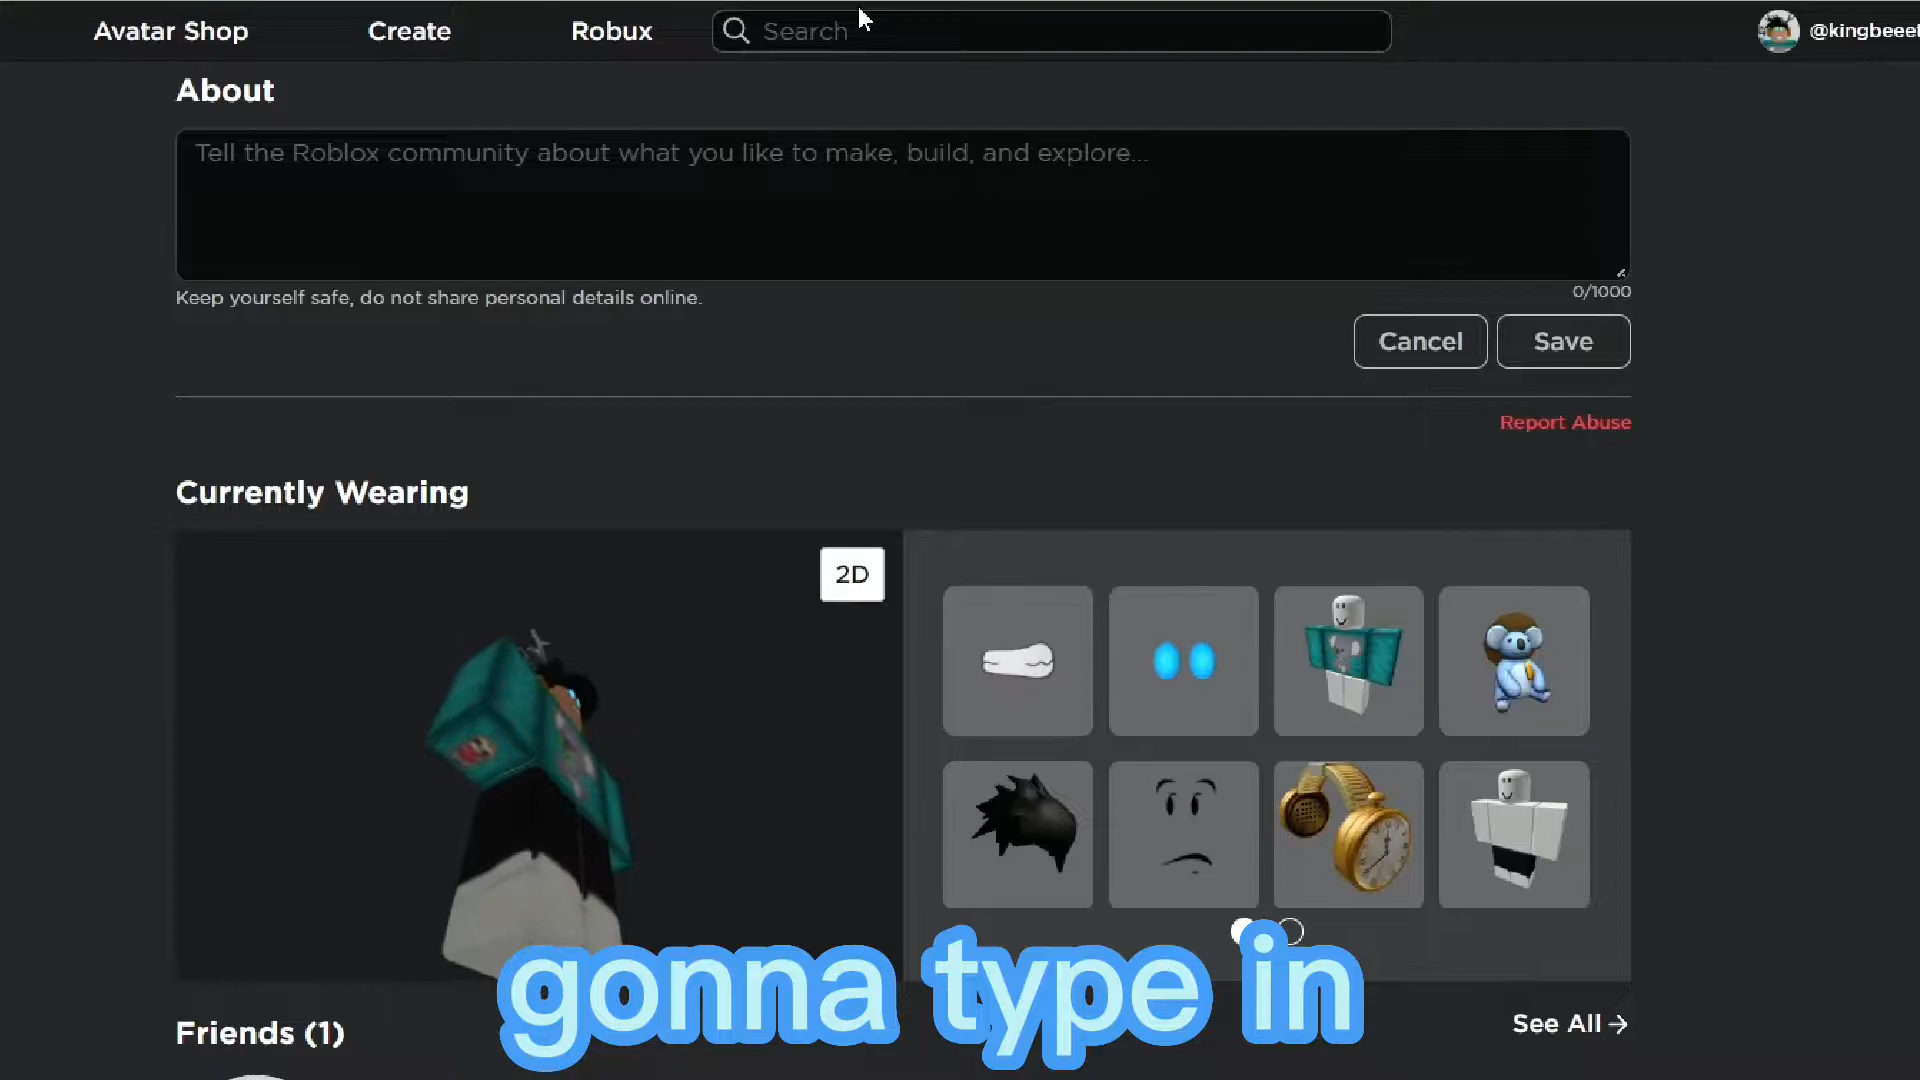 Avatar Shop
Create
Robux
Search
About
Tell the Roblox community about what you like to make, build, and explore...
Keep yourself safe, do not share personal details online.
0/1000
Cancel
Save
Report Abuse
Currently Wearing
2D
gonna type in
Friends (1)
See All